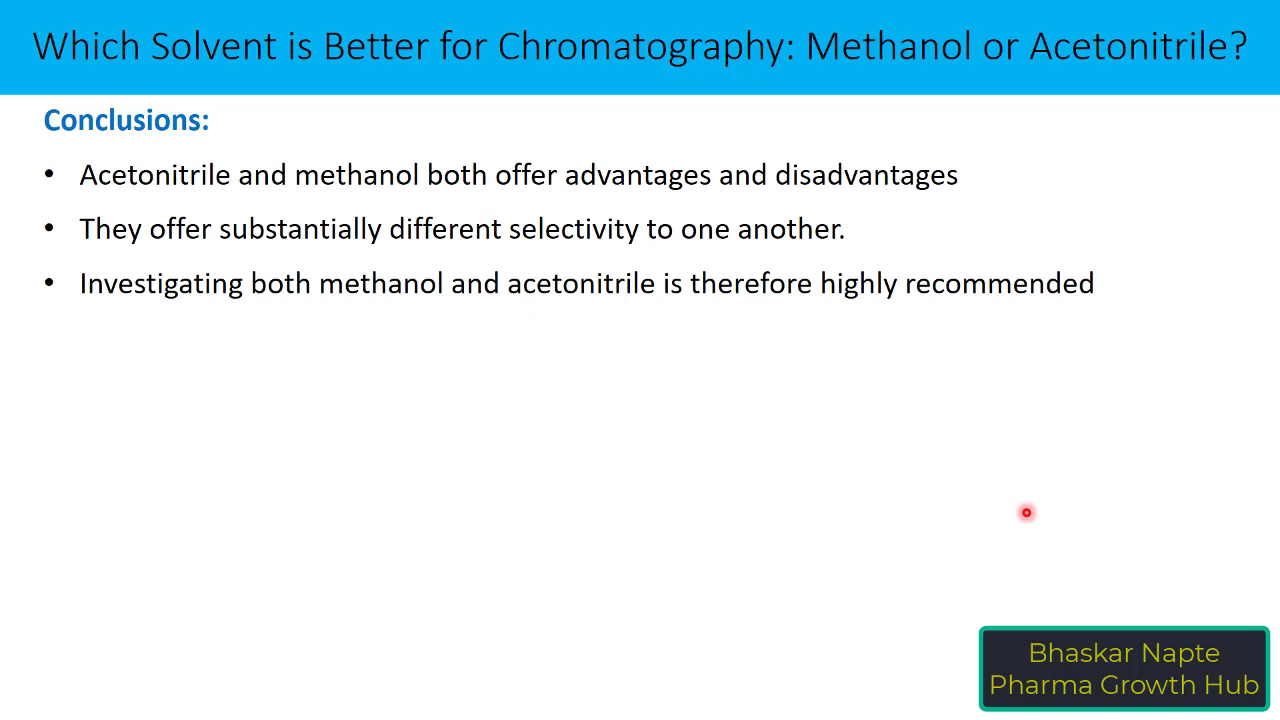 Which Solvent is Better for Chromatography: Methanol or Acetonitrile?
Conclusions:
• Acetonitrile and methanol both offer advantages and disadvantages
• They offer substantially different selectivity to one another.
• Investigating both methanol and acetonitrile is therefore highly recommended
Bhaskar Napte
Pharma Growth Hub